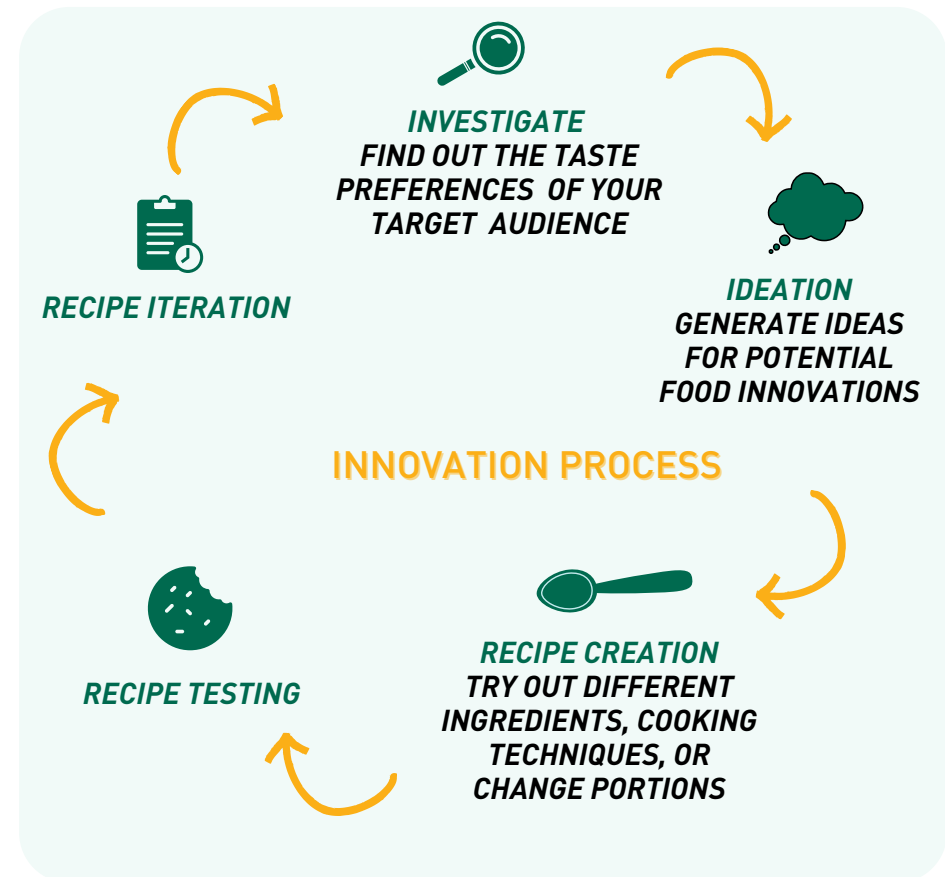 INVESTIGATE
FIND OUT THE TASTE
PREFERENCES OF YOUR
TARGET AUDIENCE
IDEATION
GENERATE IDEAS
FOR POTENTIAL
FOOD INNOVATIONS
RECIPE ITERATION
INNOVATION PROCESS
RECIPE CREATION
TRY OUT DIFFERENT
INGREDIENTS, COOKING
TECHNIQUES, OR
CHANGE PORTIONS
RECIPE TESTING